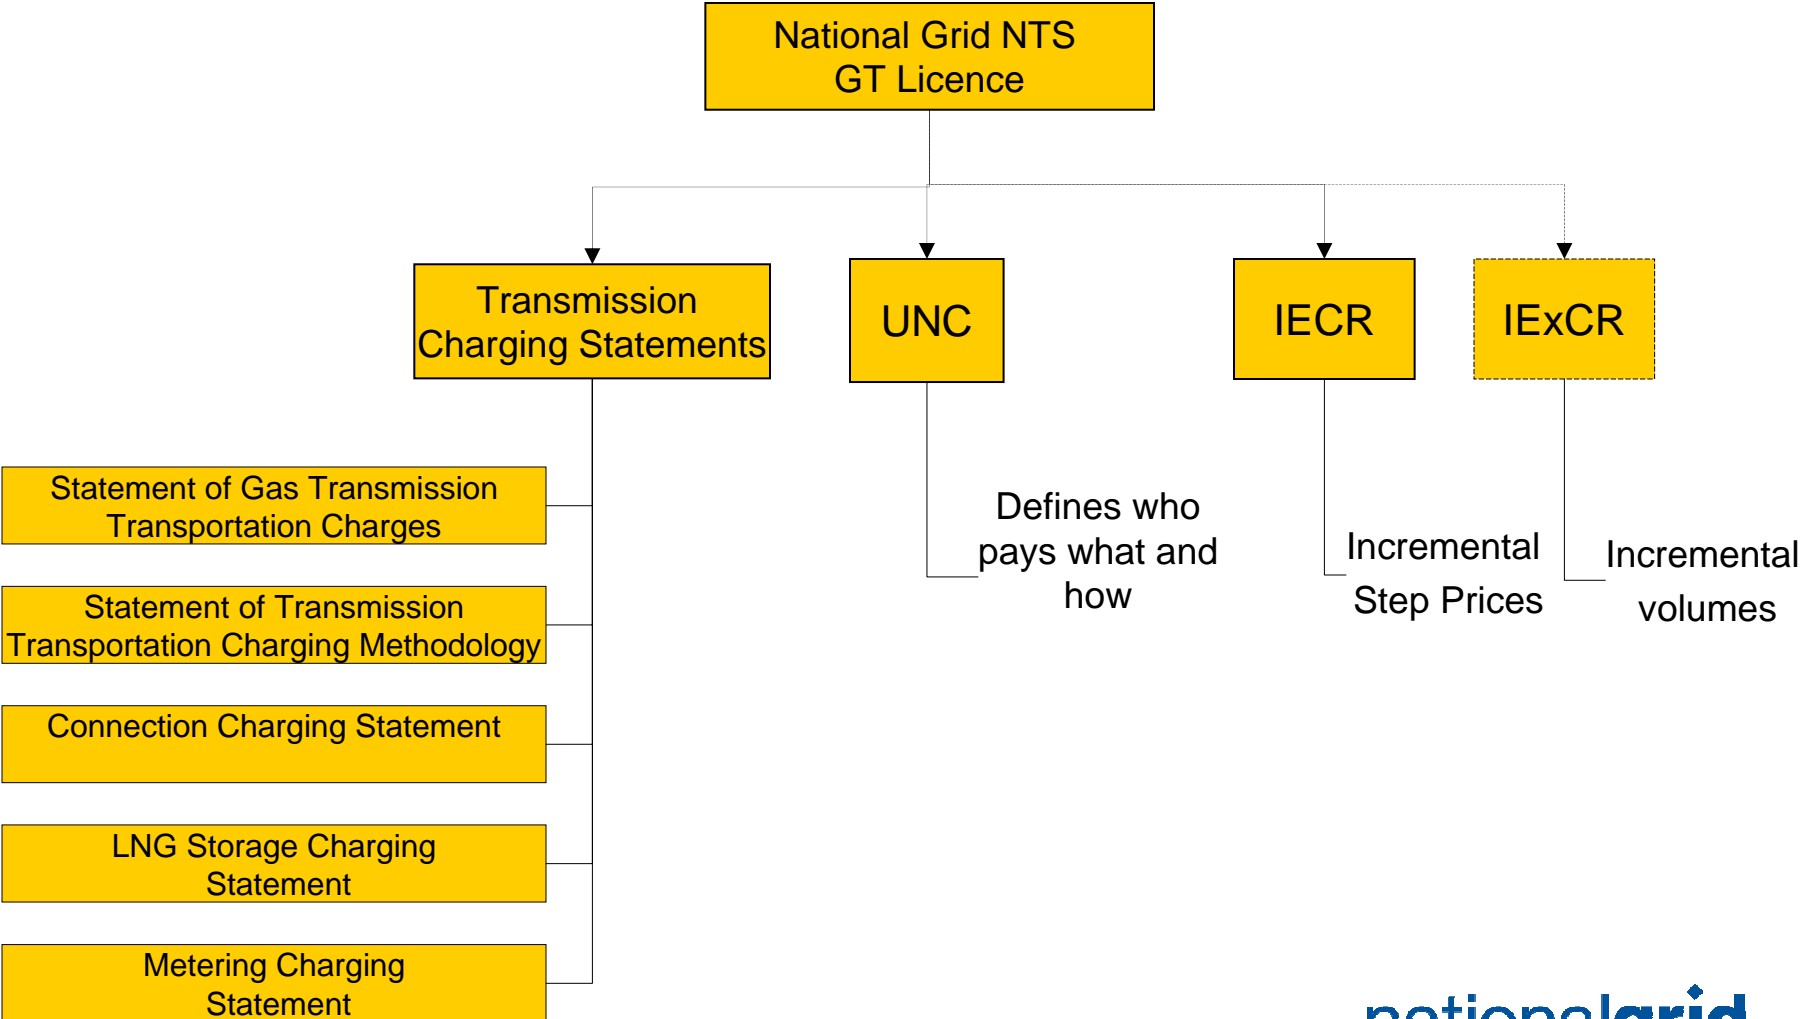 National Grid NTS
GT Licence
Transmission
Charging Statements
UNC
IECR
IExCR
Statement of Gas Transmission
Transportation Charges
Statement of Transmission
Transportation Charging Methodology
Connection Charging Statement
LNG Storage Charging
Statement
Metering Charging
Statement
Defines who
pays what and
how
Incremental
Step Prices
Incremental
volumes
nationalgrid